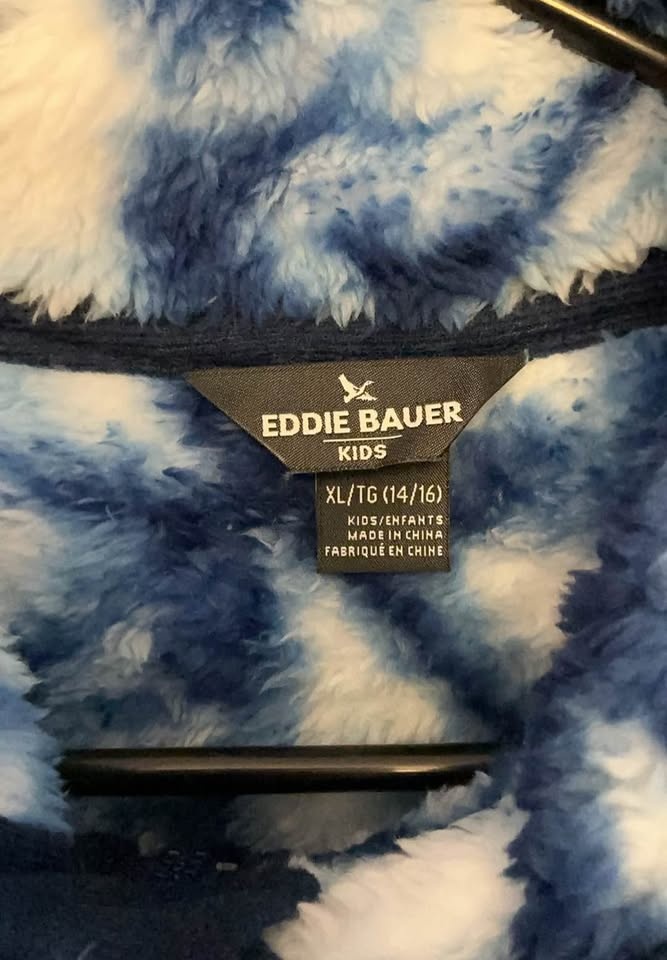 EDDIE BAUER
KIDS
XL/TG (14/16)
KIDS/ENFANTS
MADE IN CHINA
FABRIQUÉ EN CHINE